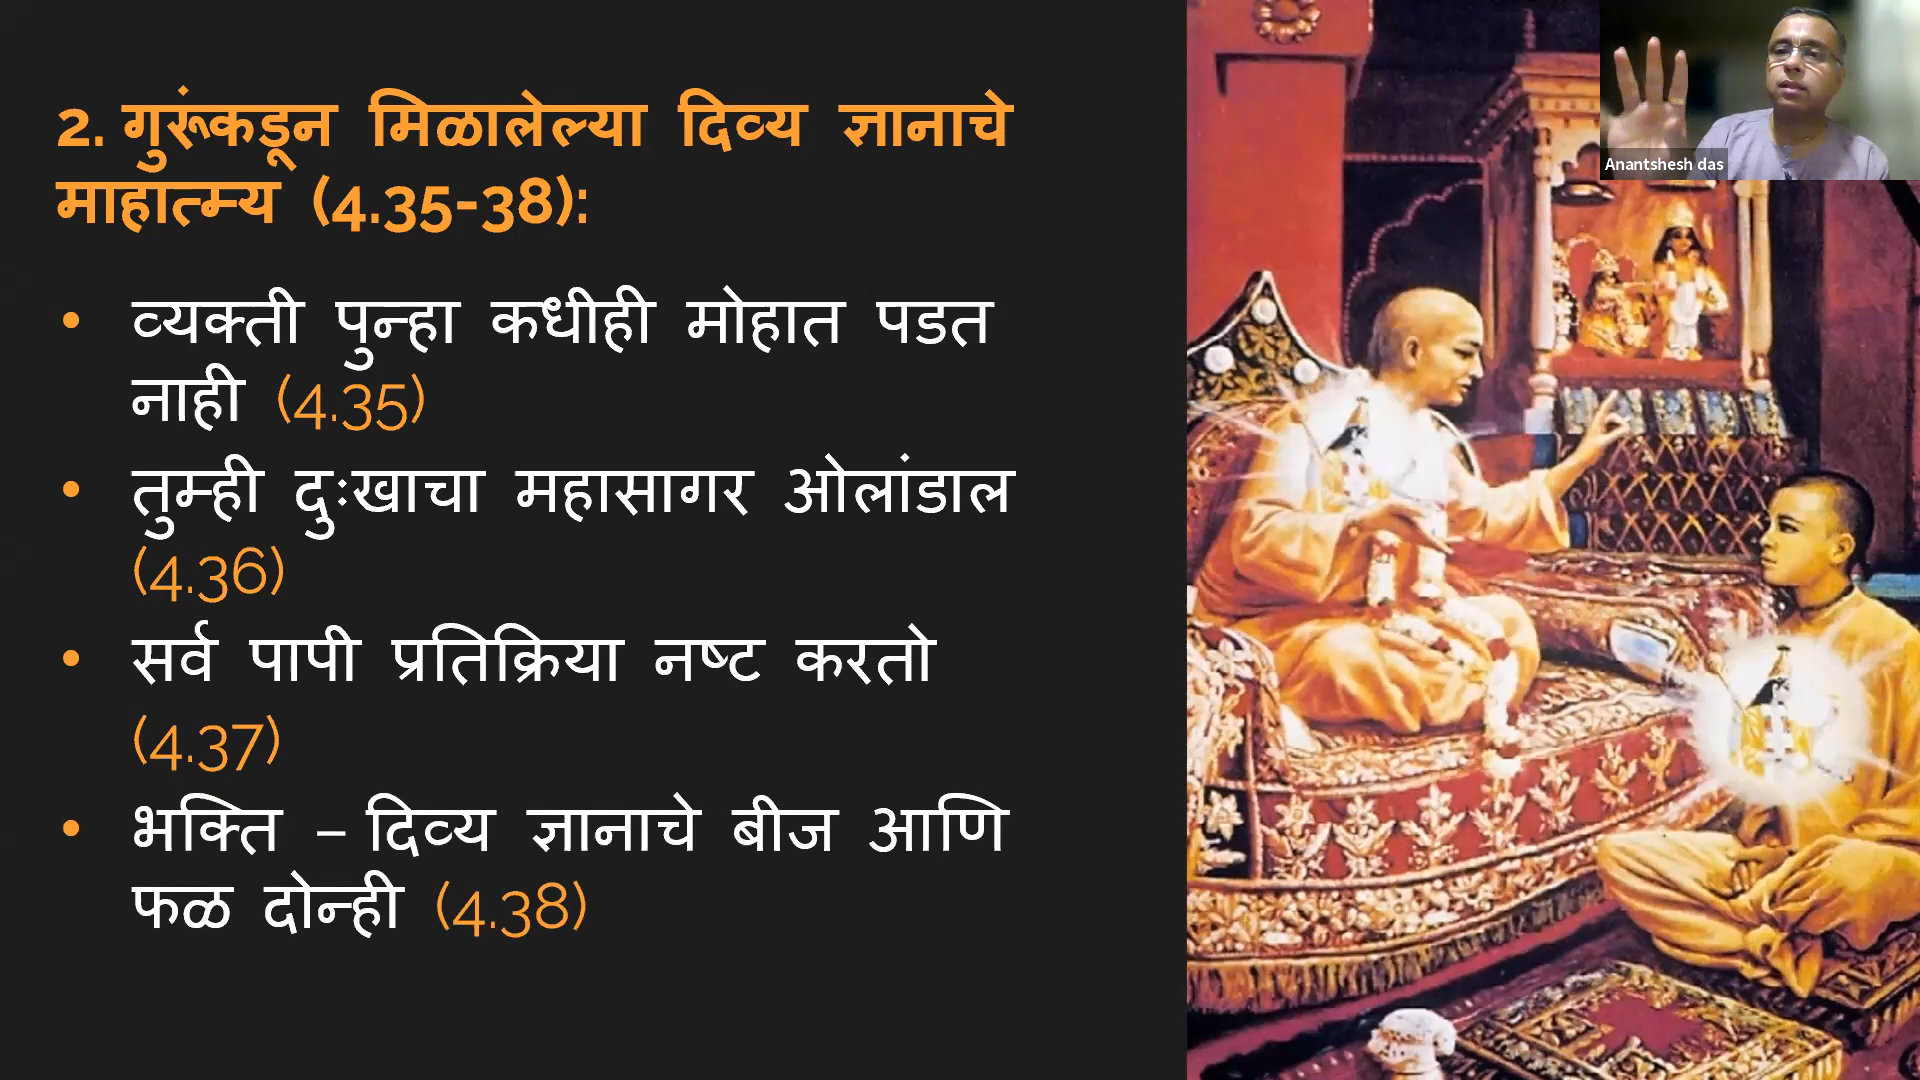 2. गुरूंकडून मिळालेल्या दिव्य ज्ञानाचे
माहात्म्य (4.35-38):
• व्यक्ती पुन्हा कधीही मोहात पडत
नाही (4.35)
• तुम्ही दुःखाचा महासागर ओलांडाल
(4.36)
• सर्व पापी प्रतिक्रिया नष्ट करतो
(4.37)
• भक्ति – दिव्य ज्ञानाचे बीज आणि
फळ दोन्ही (4.38)
Anantshesh das